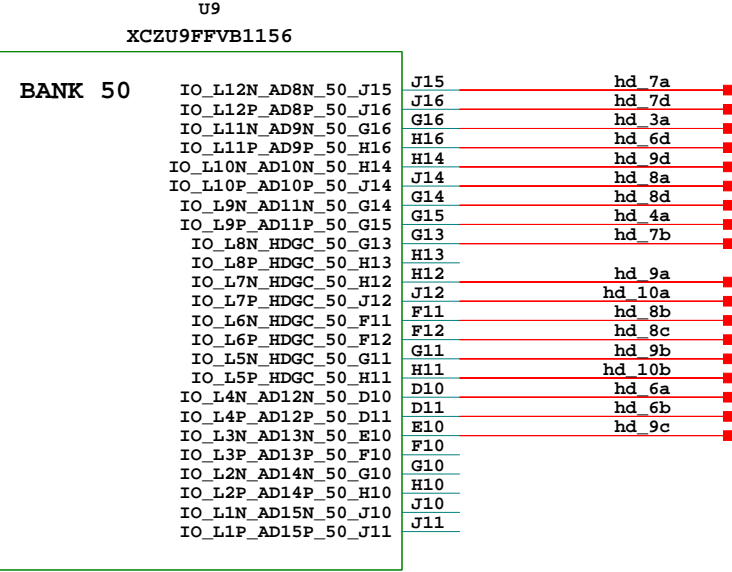 U9
XCZU9FFVB1156
BANK 50
IO_L12N_AD8N_50_J15 J15 hd_7a
IO_L12P_AD8P_50_J16 J16 hd_7d
IO_L11N_AD9N_50_G16 G16 hd_3a
IO_L11P_AD9P_50_H16 H16 hd_6d
IO_L10N_AD10N_50_H14 H14 hd_9d
IO_L10P_AD10P_50_J14 J14 hd_8a
IO_L9N_AD11N_50_G14 G14 hd_8d
IO_L9P_AD11P_50_G15 G15 hd_4a
IO_L8N_HDGC_50_G13 G13 hd_7b
IO_L8P_HDGC_50_H13 H13
IO_L7N_HDGC_50_H12 H12 hd_9a
IO_L7P_HDGC_50_J12 J12 hd_10a
IO_L6N_HDGC_50_F11 F11 hd_8b
IO_L6P_HDGC_50_F12 F12 hd_8c
IO_L5N_HDGC_50_G11 G11 hd_9b
IO_L5P_HDGC_50_H11 H11 hd_10b
IO_L4N_AD12N_50_D10 D10 hd_6a
IO_L4P_AD12P_50_D11 D11 hd_6b
IO_L3N_AD13N_50_E10 E10 hd_9c
IO_L3P_AD13P_50_F10 F10
IO_L2N_AD14N_50_G10 G10
IO_L2P_AD14P_50_H10 H10
IO_L1N_AD15N_50_J10 J10
IO_L1P_AD15P_50_J11 J11